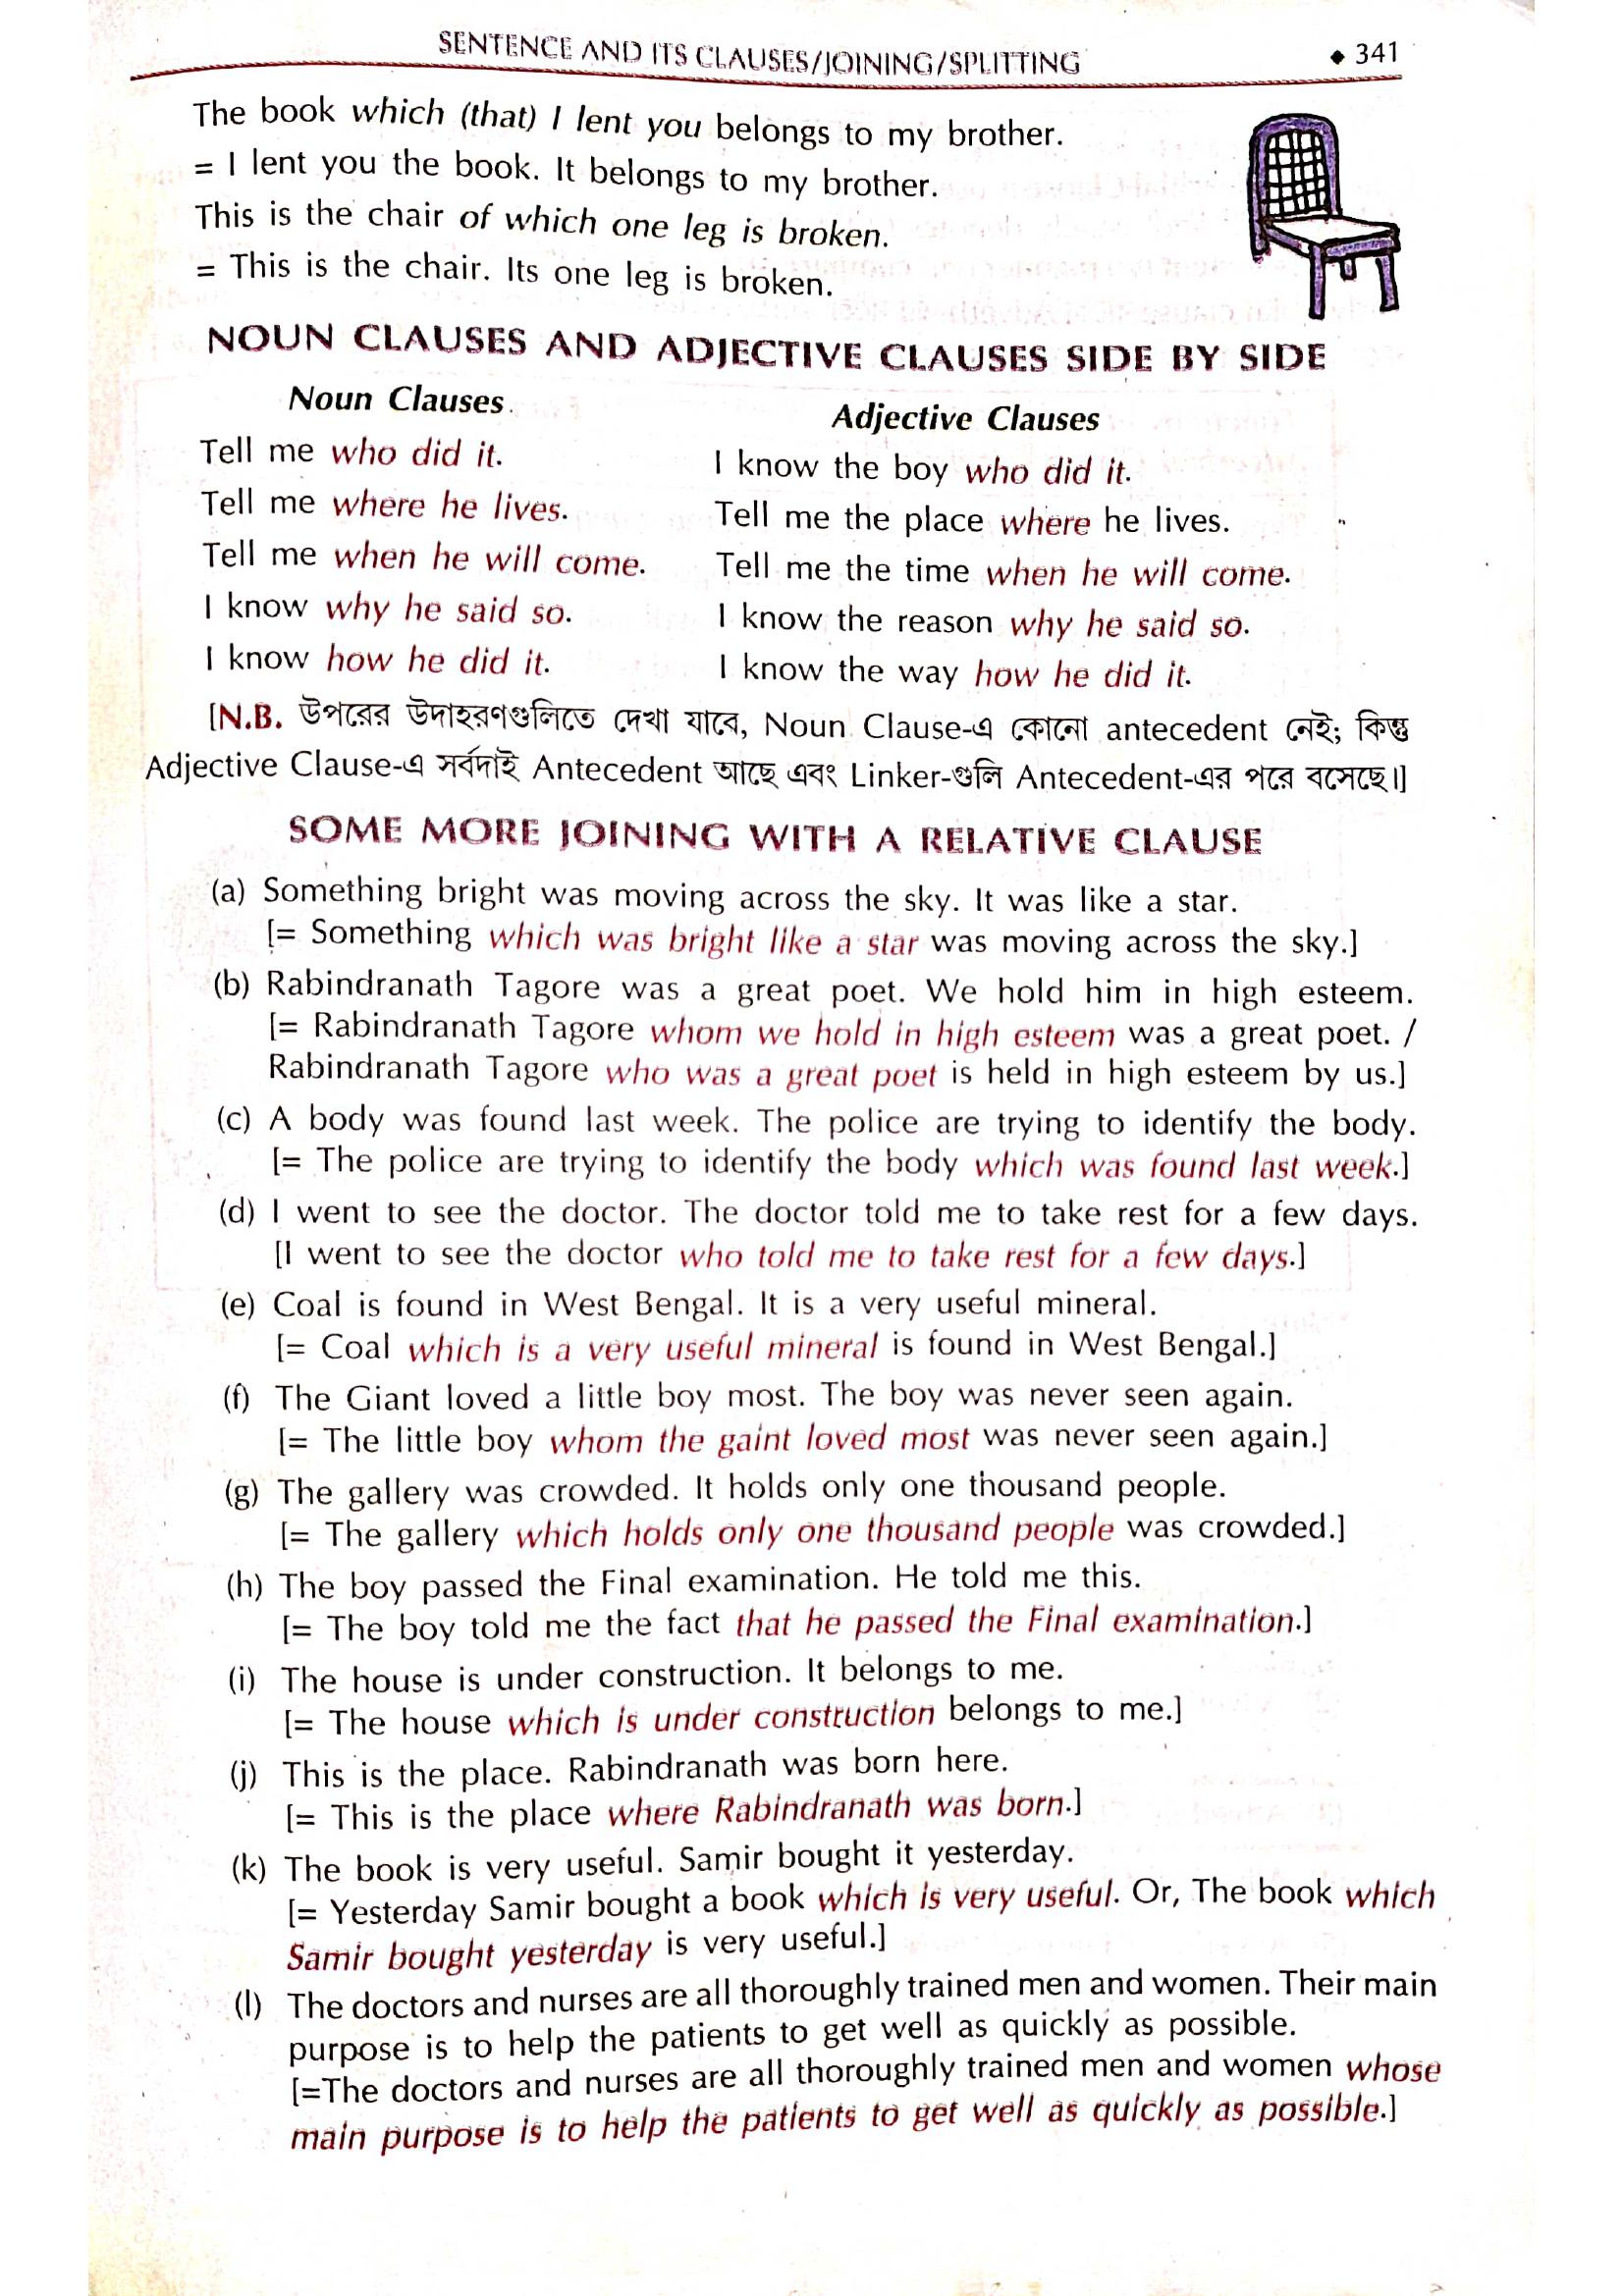 SENTENCE AND ITS CLAUSES/JOINING/SPLITTING ◆ 341
The book which (that) I lent you belongs to my brother.
= I lent you the book. It belongs to my brother.
This is the chair of which one leg is broken.
= This is the chair. Its one leg is broken.
NOUN CLAUSES AND ADJECTIVE CLAUSES SIDE BY SIDE
Noun Clauses Adjective Clauses
Tell me who did it. I know the boy who did it.
Tell me where he lives. Tell me the place where he lives.
Tell me when he will come. Tell me the time when he will come.
I know why he said so. I know the reason why he said so.
I know how he did it. I know the way how he did it.
[N.B. উপরের উদাহরণগুলিতে দেখা যাবে, Noun Clause-এ কোনো antecedent নেই; কিন্তু
Adjective Clause-এ সর্বদাই Antecedent আছে এবং Linker-গুলি Antecedent-এর পরে বসেছে।]
SOME MORE JOINING WITH A RELATIVE CLAUSE
(a) Something bright was moving across the sky. It was like a star.
[= Something which was bright like a star was moving across the sky.]
(b) Rabindranath Tagore was a great poet. We hold him in high esteem.
[= Rabindranath Tagore whom we hold in high esteem was a great poet. /
Rabindranath Tagore who was a great poet is held in high esteem by us.]
(c) A body was found last week. The police are trying to identify the body.
[= The police are trying to identify the body which was found last week.]
(d) I went to see the doctor. The doctor told me to take rest for a few days.
[I went to see the doctor who told me to take rest for a few days.]
(e) Coal is found in West Bengal. It is a very useful mineral.
[= Coal which is a very useful mineral is found in West Bengal.]
(f) The Giant loved a little boy most. The boy was never seen again.
[= The little boy whom the gaint loved most was never seen again.]
(g) The gallery was crowded. It holds only one thousand people.
[= The gallery which holds only one thousand people was crowded.]
(h) The boy passed the Final examination. He told me this.
[= The boy told me the fact that he passed the Final examination.]
(i) The house is under construction. It belongs to me.
[= The house which is under construction belongs to me.]
(j) This is the place. Rabindranath was born here.
[= This is the place where Rabindranath was born.]
(k) The book is very useful. Samir bought it yesterday.
[= Yesterday Samir bought a book which is very useful. Or, The book which
Samir bought yesterday is very useful.]
(l) The doctors and nurses are all thoroughly trained men and women. Their main
purpose is to help the patients to get well as quickly as possible.
[=The doctors and nurses are all thoroughly trained men and women whose
main purpose is to help the patients to get well as quickly as possible.]